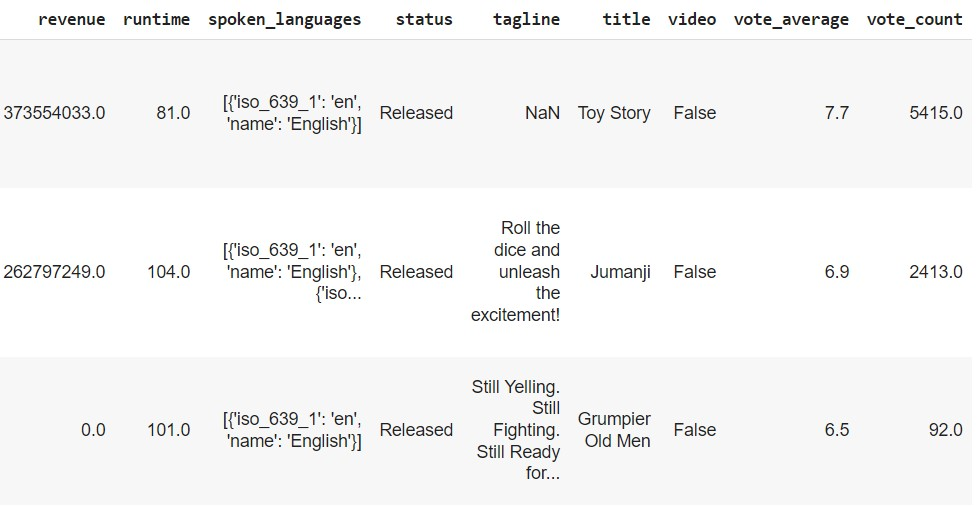 revenue runtime spoken_languages status tagline title video vote_average vote_count
373554033.0 81.0 [{'iso_639_1': 'en', 'name': 'English'}] Released NaN Toy Story False 7.7 5415.0
262797249.0 104.0 [{'iso_639_1': 'en', 'name': 'English'}, {'iso... Released Roll the dice and unleash the excitement! Jumanji False 6.9 2413.0
0.0 101.0 [{'iso_639_1': 'en', 'name': 'English'}] Released Still Yelling. Still Fighting. Still Ready for... Grumpier Old Men False 6.5 92.0